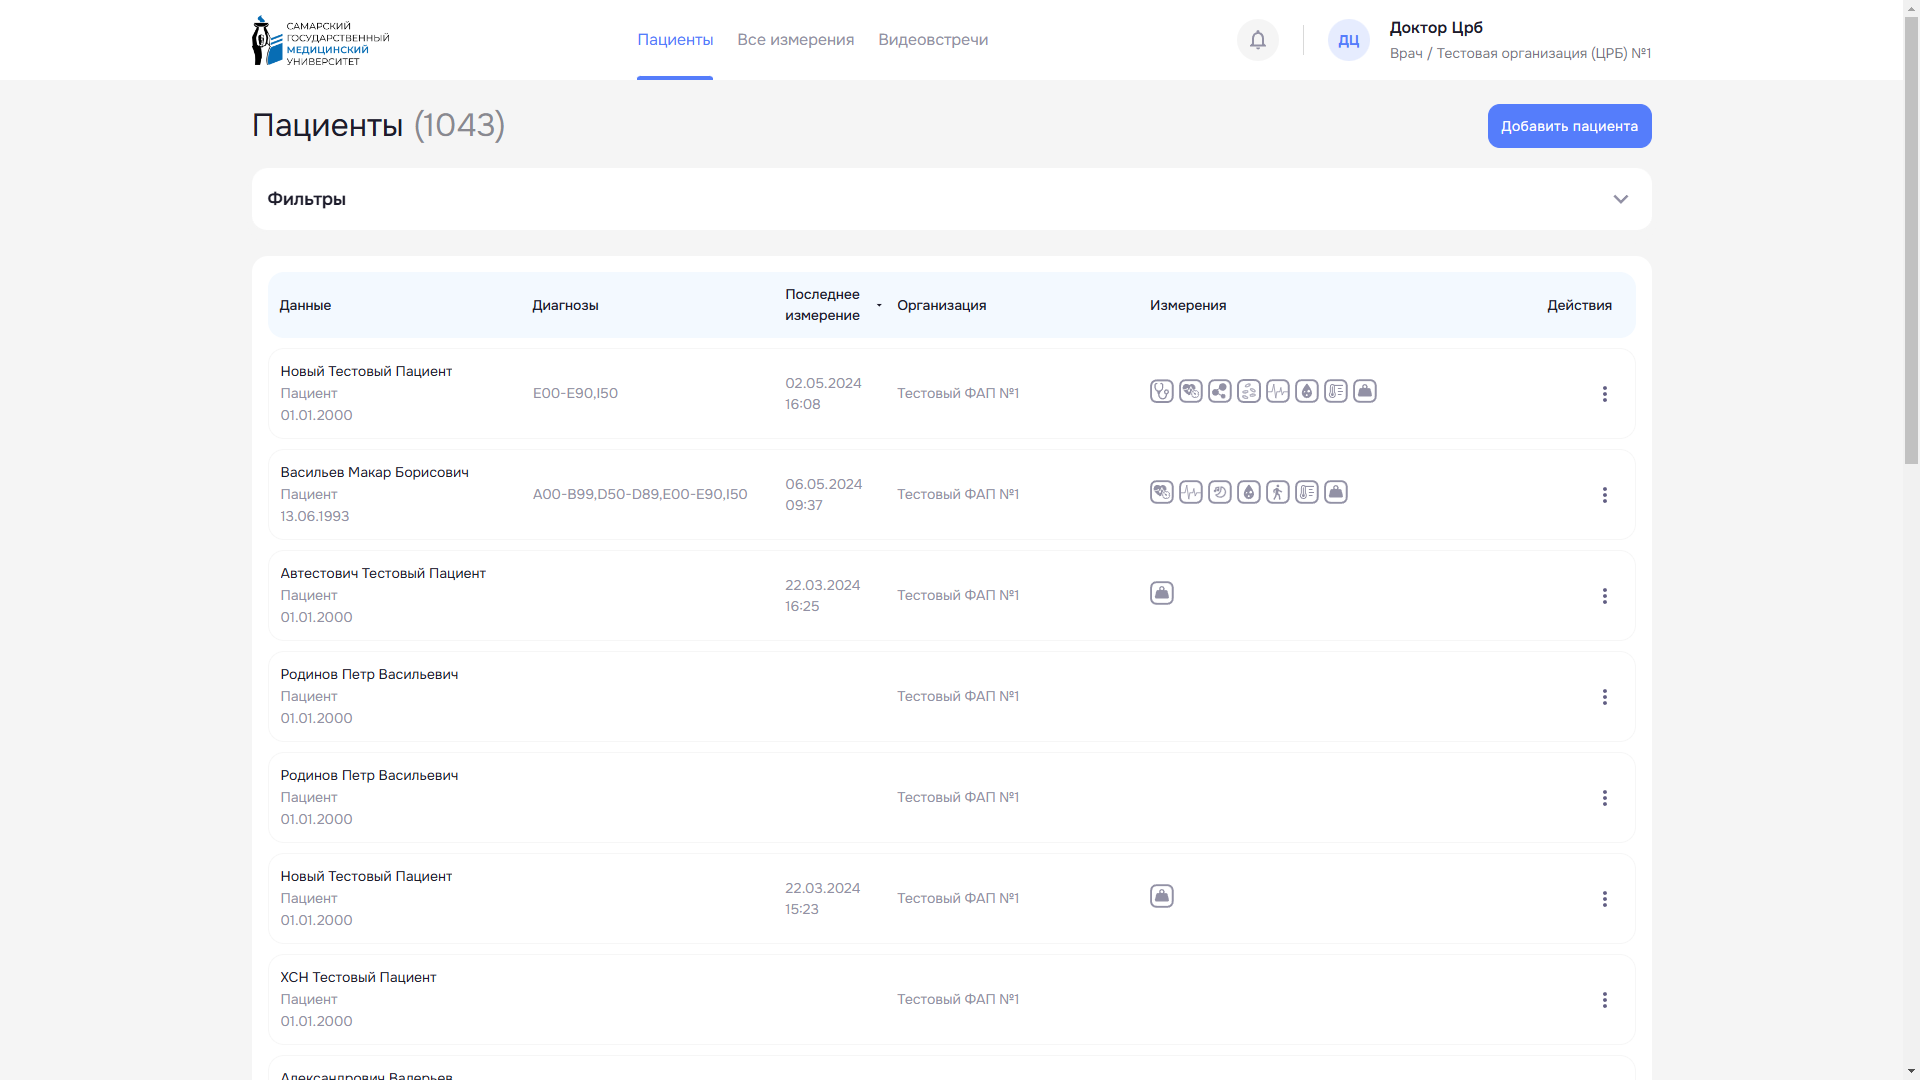 САМАРСКИЙ
ГОСУДАРСТВЕННЫЙ
МЕДИЦИНСКИЙ
УНИВЕРСИТЕТ
Пациенты
Все измерения
Видеовстречи
ДЦ
Доктор Црб
Врач / Тестовая организация (ЦРБ) №1
Пациенты (1043)
Добавить пациента
Фильтры
Данные
Диагнозы
Последнее
измерение
Организация
Измерения
Действия
Новый Тестовый Пациент
Пациент
01.01.2000
E00-E90,I50
02.05.2024
16:08
Тестовый ФАП №1
Васильев Макар Борисович
Пациент
13.06.1993
A00-B99,D50-D89,E00-E90,I50
06.05.2024
09:37
Тестовый ФАП №1
Автестович Тестовый Пациент
Пациент
01.01.2000
22.03.2024
16:25
Тестовый ФАП №1
Родинов Петр Васильевич
Пациент
01.01.2000
Тестовый ФАП №1
Родинов Петр Васильевич
Пациент
01.01.2000
Тестовый ФАП №1
Новый Тестовый Пациент
Пациент
01.01.2000
22.03.2024
15:23
Тестовый ФАП №1
ХСН Тестовый Пациент
Пациент
01.01.2000
Тестовый ФАП №1
Александрович Валерьев